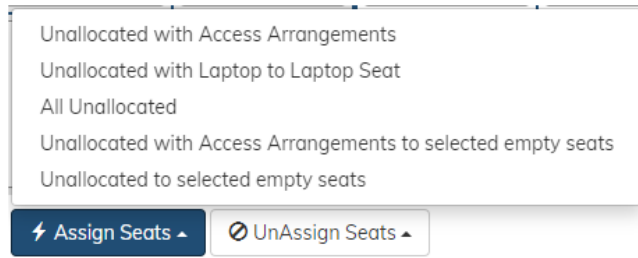 Unallocated with Access Arrangements
Unallocated with Laptop to Laptop Seat
All Unallocated
Unallocated with Access Arrangements to selected empty seats
Unallocated to selected empty seats
Assign Seats UnAssign Seats